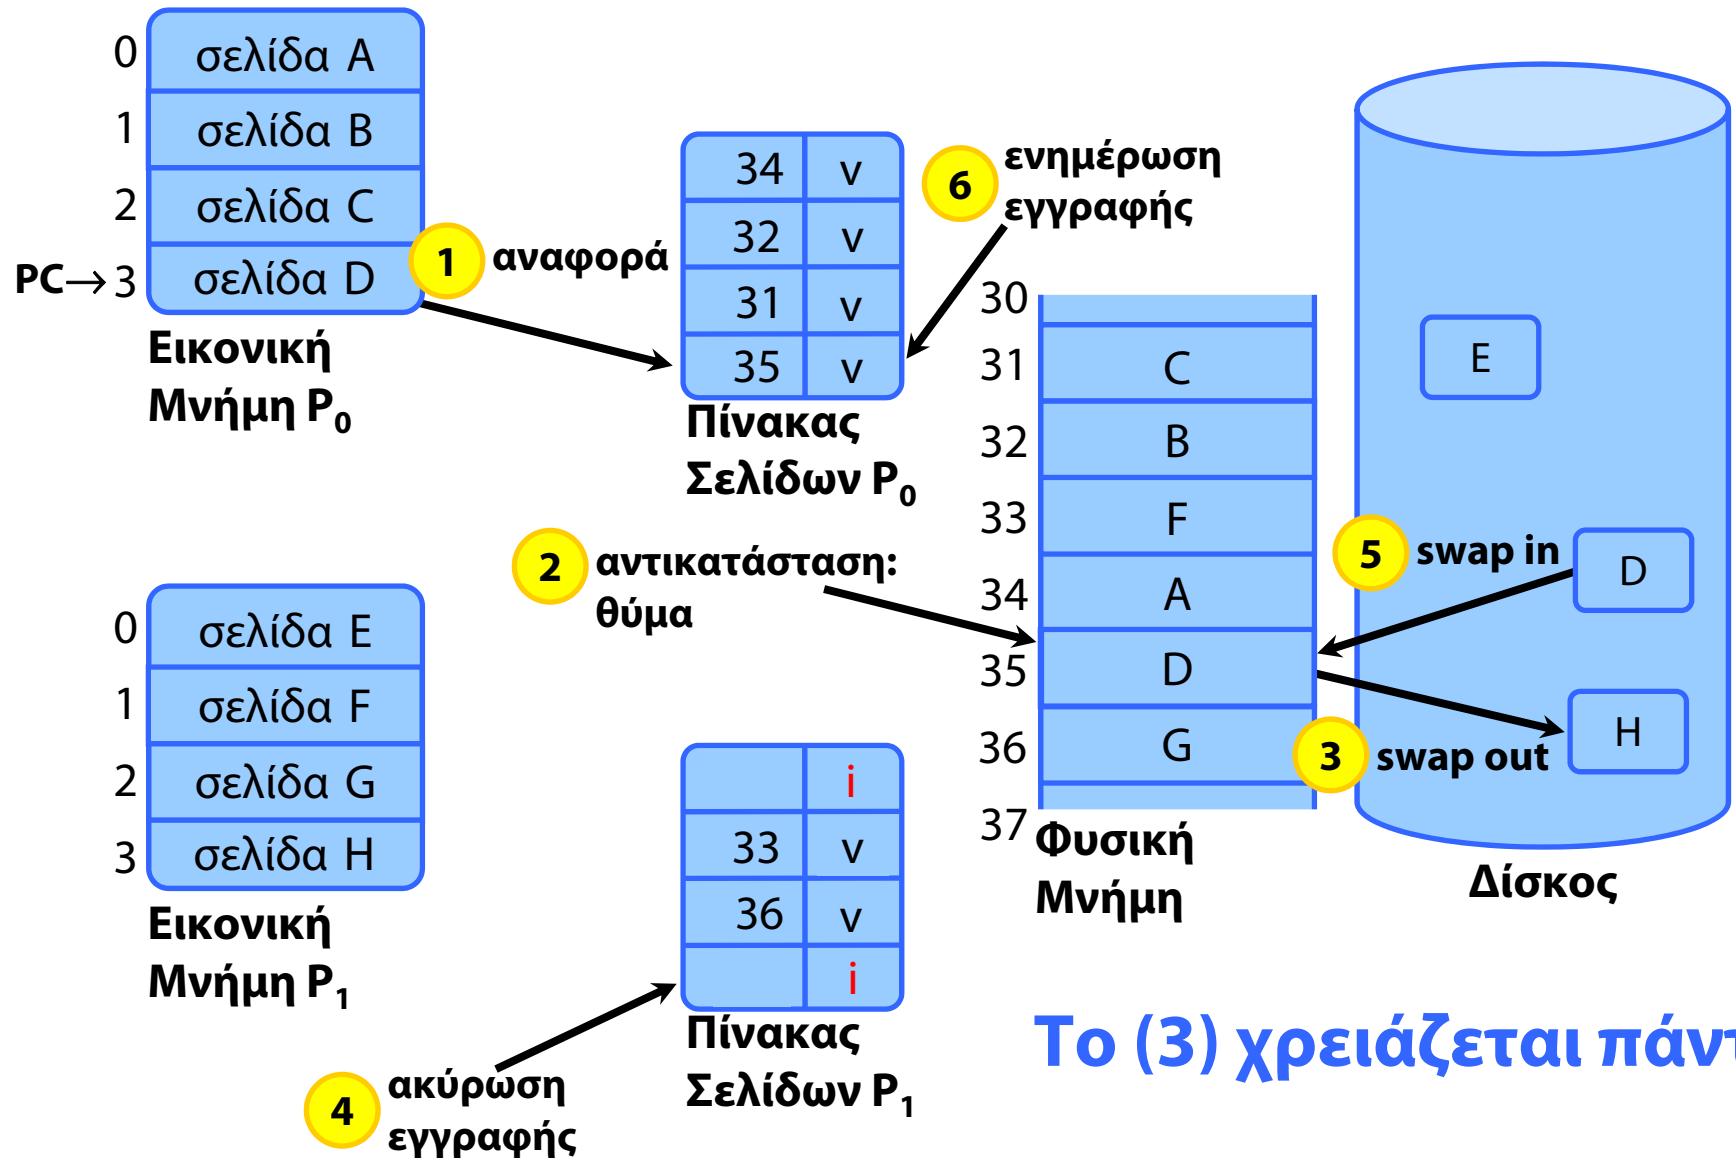 0 σελίδα A
1 σελίδα B
2 σελίδα C
PC→ 3 σελίδα D
Εικονική
Μνήμη P0
1 αναφορά
34 v
32 v
31 v
35 v
Πίνακας
Σελίδων P0
6 ενημέρωση
εγγραφής
2 αντικατάσταση:
θύμα
30
31 C
32 B
33 F
34 A
35 D
36 G
37
Φυσική
Μνήμη
E
5 swap in
D
3 swap out
H
Δίσκος
0 σελίδα E
1 σελίδα F
2 σελίδα G
3 σελίδα H
Εικονική
Μνήμη P1
i
33 v
36 v
i
Πίνακας
Σελίδων P1
4 ακύρωση
εγγραφής
Το (3) χρειάζεται